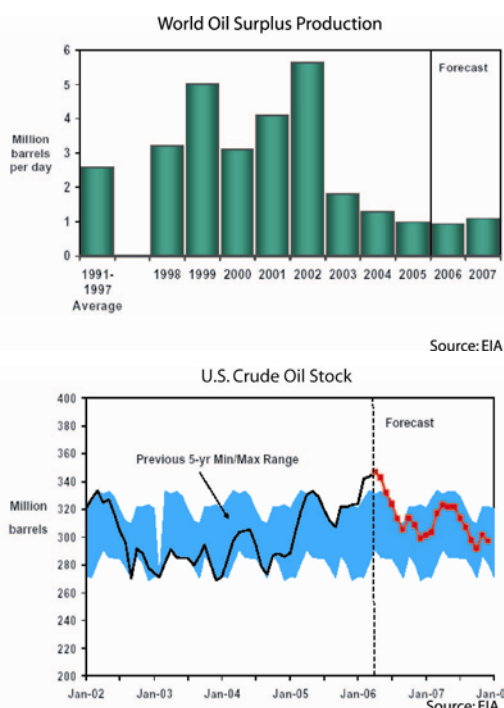 World Oil Surplus Production
6
5
4
3
2
1
0
Million
barrels
per day
Forecast
1991-
1997
Average
1998 1999 2000 2001 2002 2003 2004 2005 2006 2007
Source: EIA
U.S. Crude Oil Stock
400
380
360
340
320
300
280
260
240
220
200
Million
barrels
Forecast
Previous 5-yr Min/Max Range
Jan-02 Jan-03 Jan-04 Jan-05 Jan-06 Jan-07
Source: EIA